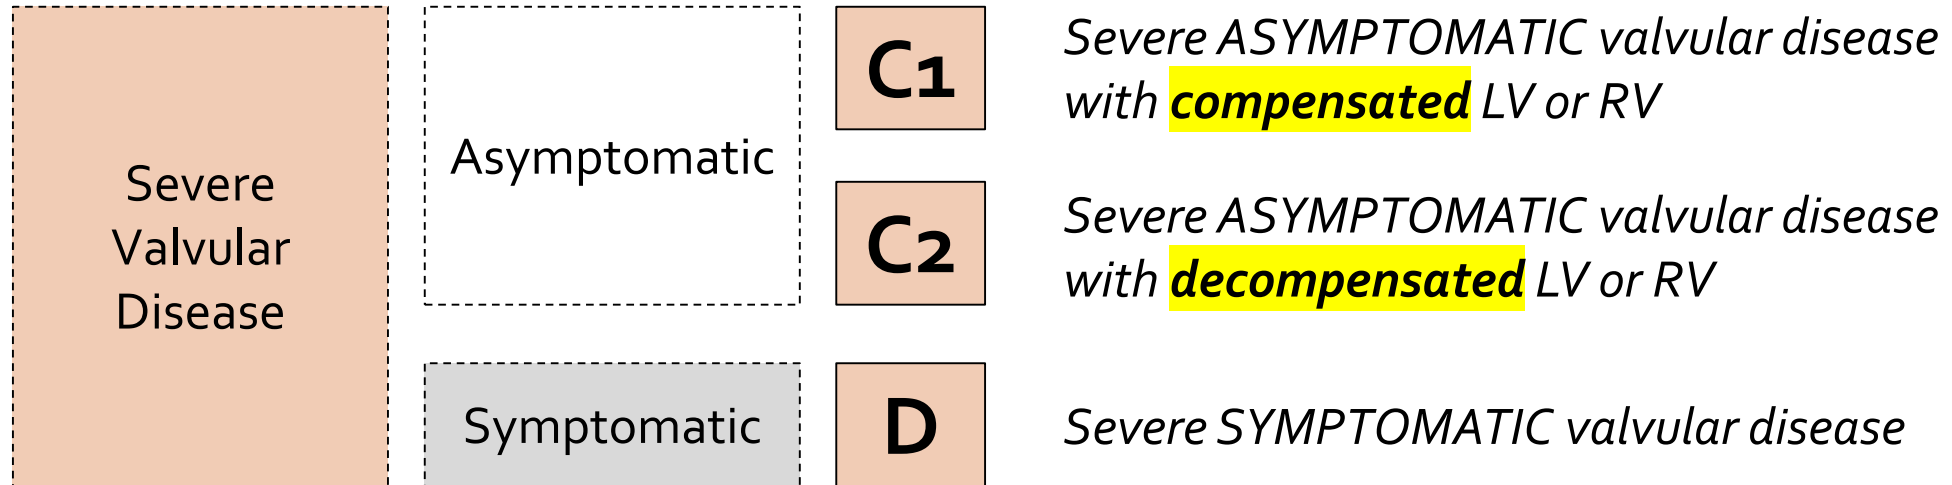 Severe
Valvular
Disease
Asymptomatic
C1
Severe ASYMPTOMATIC valvular disease
with compensated LV or RV
C2
Severe ASYMPTOMATIC valvular disease
with decompensated LV or RV
Symptomatic
D
Severe SYMPTOMATIC valvular disease